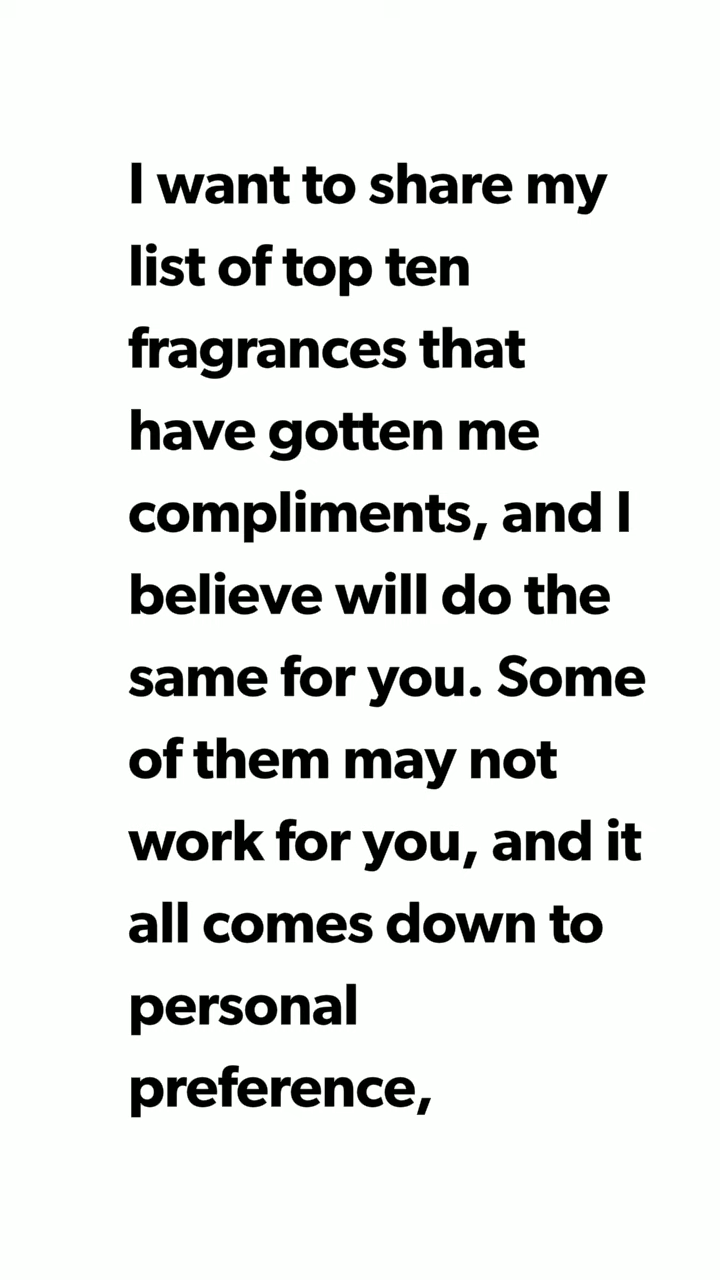 I want to share my
list of top ten
fragrances that
have gotten me
compliments, and I
believe will do the
same for you. Some
of them may not
work for you, and it
all comes down to
personal
preference,